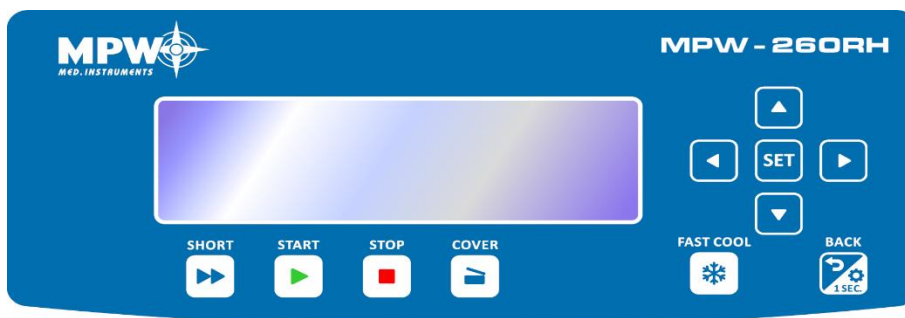 MPW
MED. INSTRUMENTS
MPW - 260RH
SET
SHORT
START
STOP
COVER
FAST COOL
BACK
1 SEC.